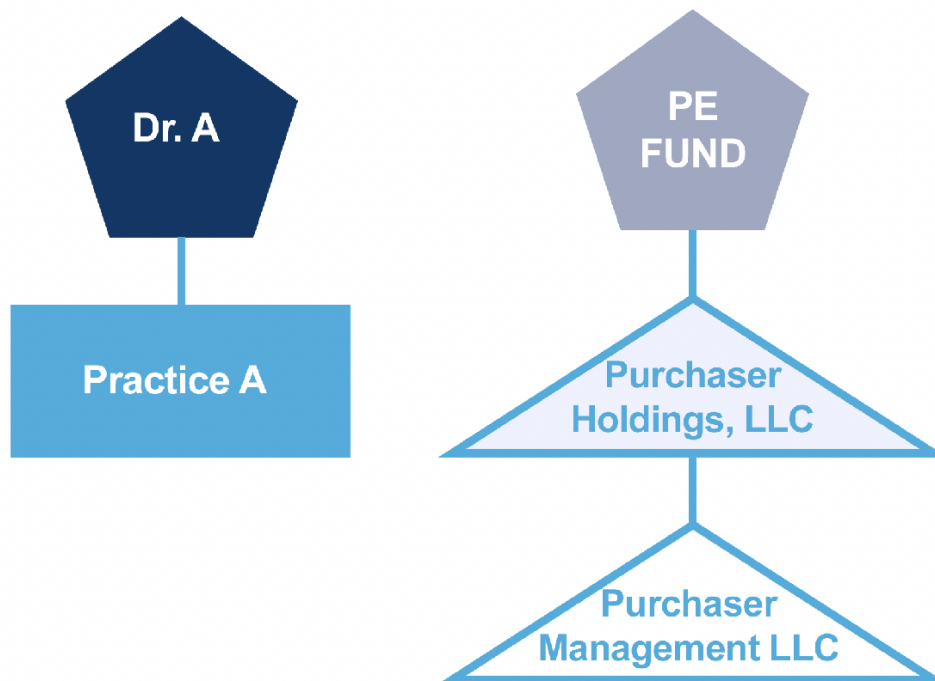 Dr. A
Practice A
PE
FUND
Purchaser
Holdings, LLC
Purchaser
Management LLC